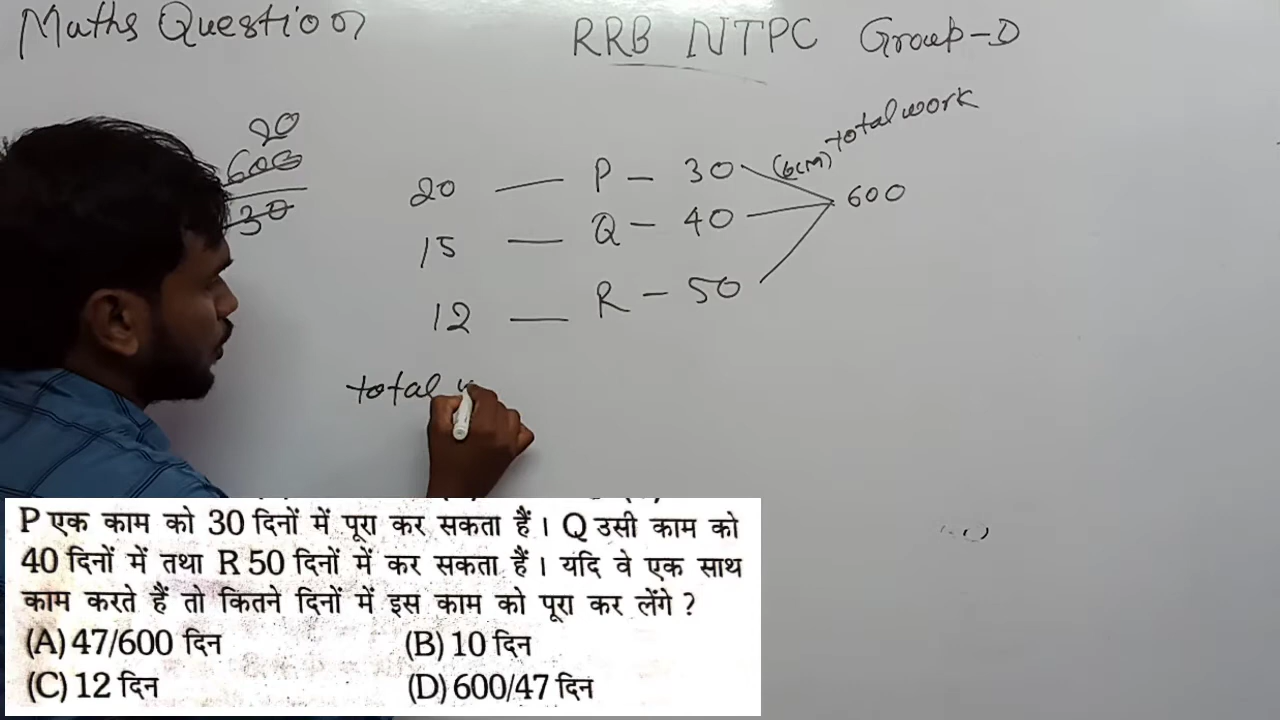 Maths Question
RRB NTPC Group-D
20
600
30
20 — P — 30
15 — Q — 40
12 — R — 50
(LCM) total work
600
total
P एक काम को 30 दिनों में पूरा कर सकता हैं। Q उसी काम को
40 दिनों में तथा R 50 दिनों में कर सकता हैं। यदि वे एक साथ
काम करते हैं तो कितने दिनों में इस काम को पूरा कर लेंगे ?
(A) 47/600 दिन (B) 10 दिन
(C) 12 दिन (D) 600/47 दिन